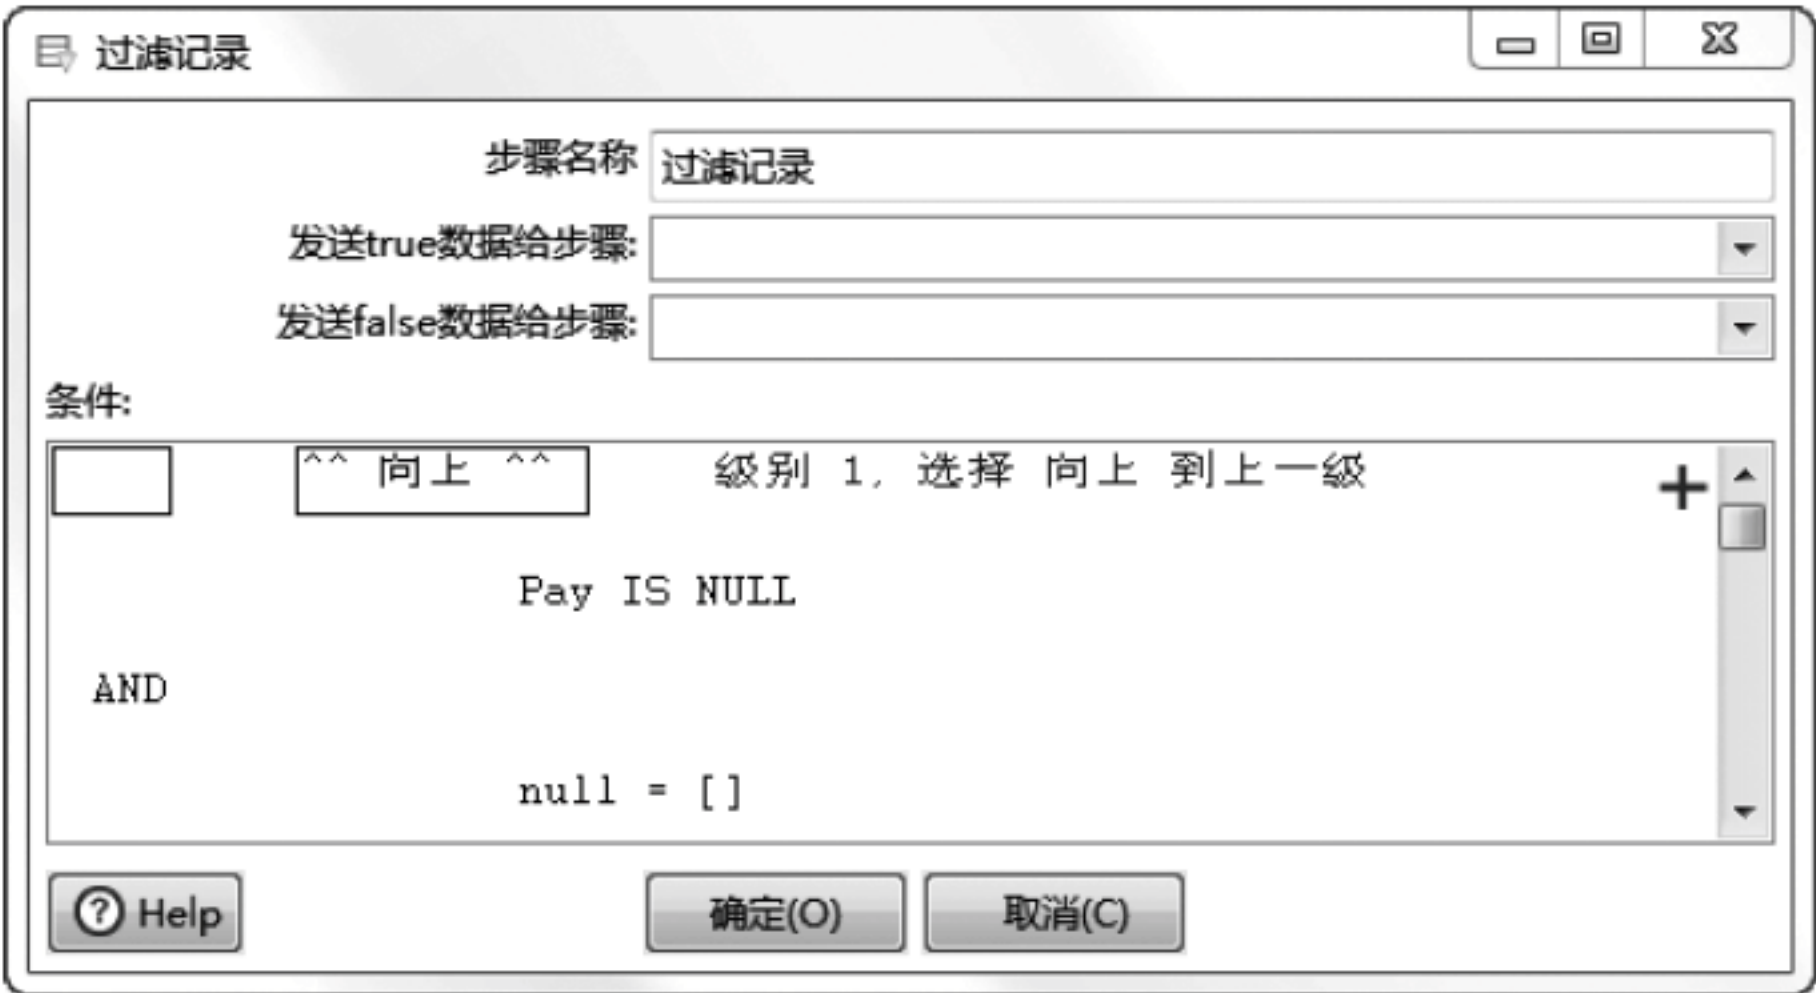 过滤记录
步骤名称 过滤记录
发送true数据给步骤:
发送false数据给步骤:
条件:
^^ 向上 ^^ 级别 1, 选择 向上 到上一级
Pay IS NULL
AND
null = []
Help 确定(O) 取消(C)